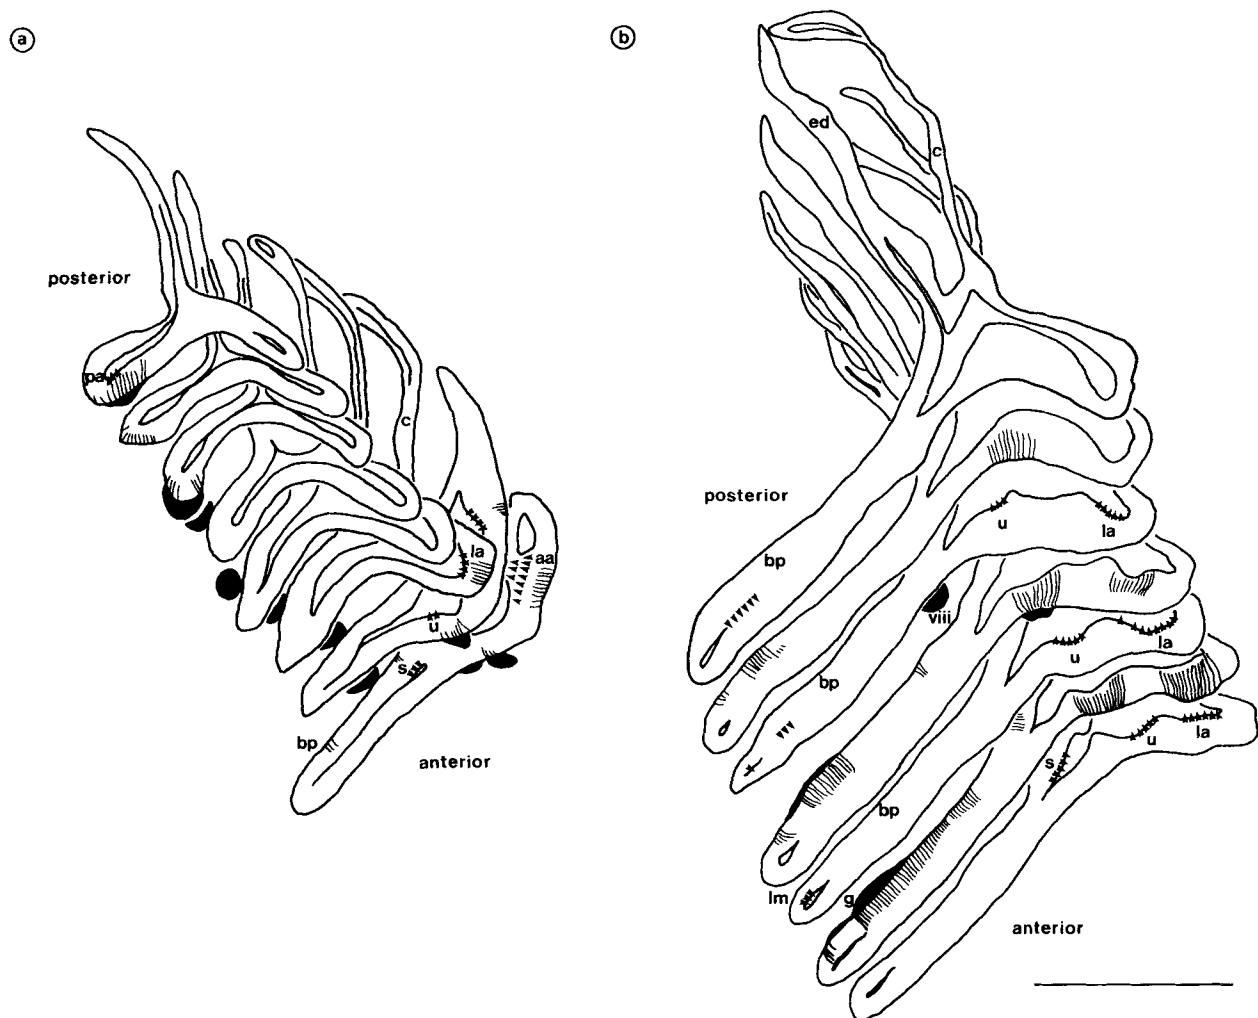 a
posterior
pa
c
la
aa
u
s
bp
anterior
b
ed
c
posterior
u
la
bp
viii
bp
u
la
bp
s
u
la
lm
g
anterior